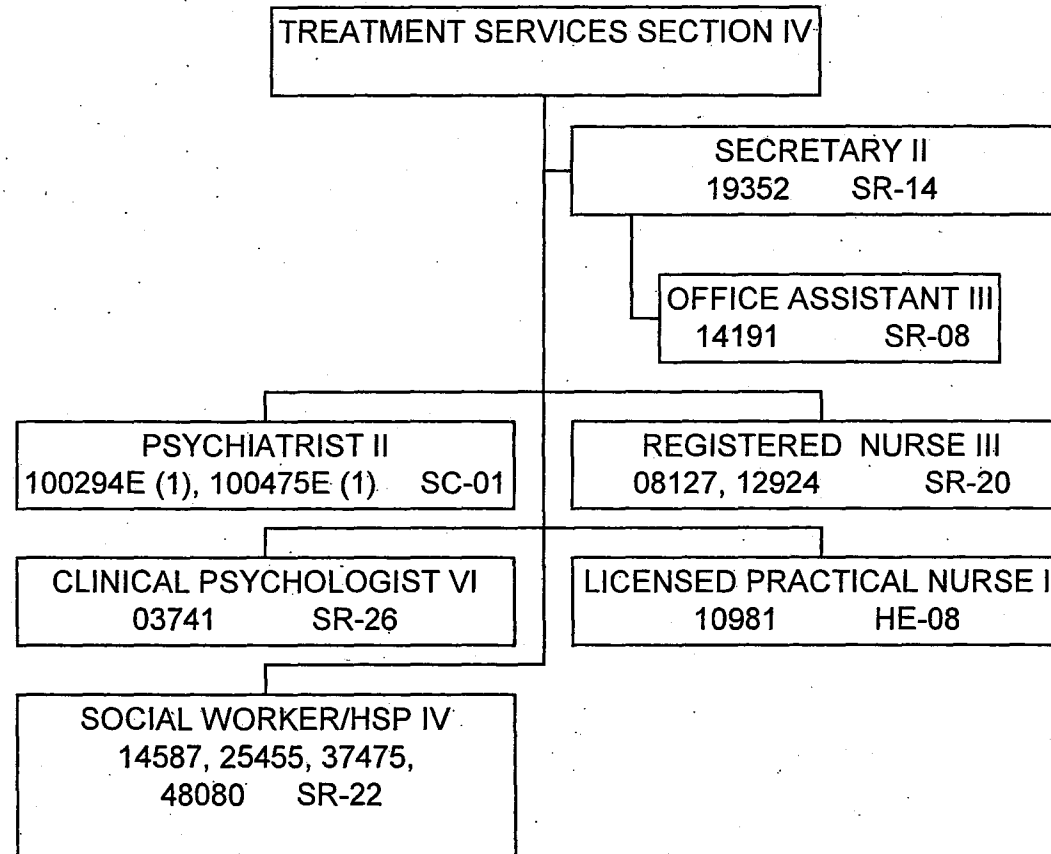 TREATMENT SERVICES SECTION IV
SECRETARY II
19352 SR-14
OFFICE ASSISTANT III
14191 SR-08
PSYCHIATRIST II
100294E (1), 100475E (1) SC-01
REGISTERED NURSE III
08127, 12924 SR-20
CLINICAL PSYCHOLOGIST VI
03741 SR-26
LICENSED PRACTICAL NURSE I
10981 HE-08
SOCIAL WORKER/HSP IV
14587, 25455, 37475,
48080 SR-22